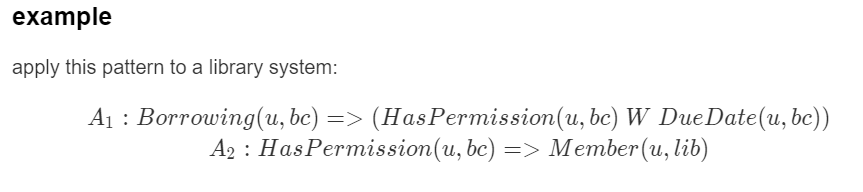 example
apply this pattern to a library system:
A₁ : Borrowing(u, bc) => (HasPermission(u, bc) W DueDate(u, bc))
A₂ : HasPermission(u, bc) => Member(u, lib)